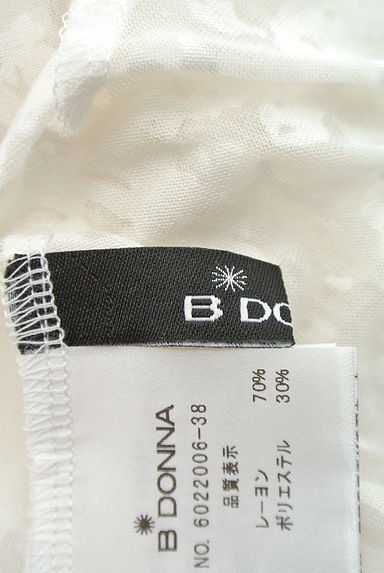 B DO
B DONNA
NO. 6022006-38
品質表示
レーヨン 70%
ポリエステル 30%